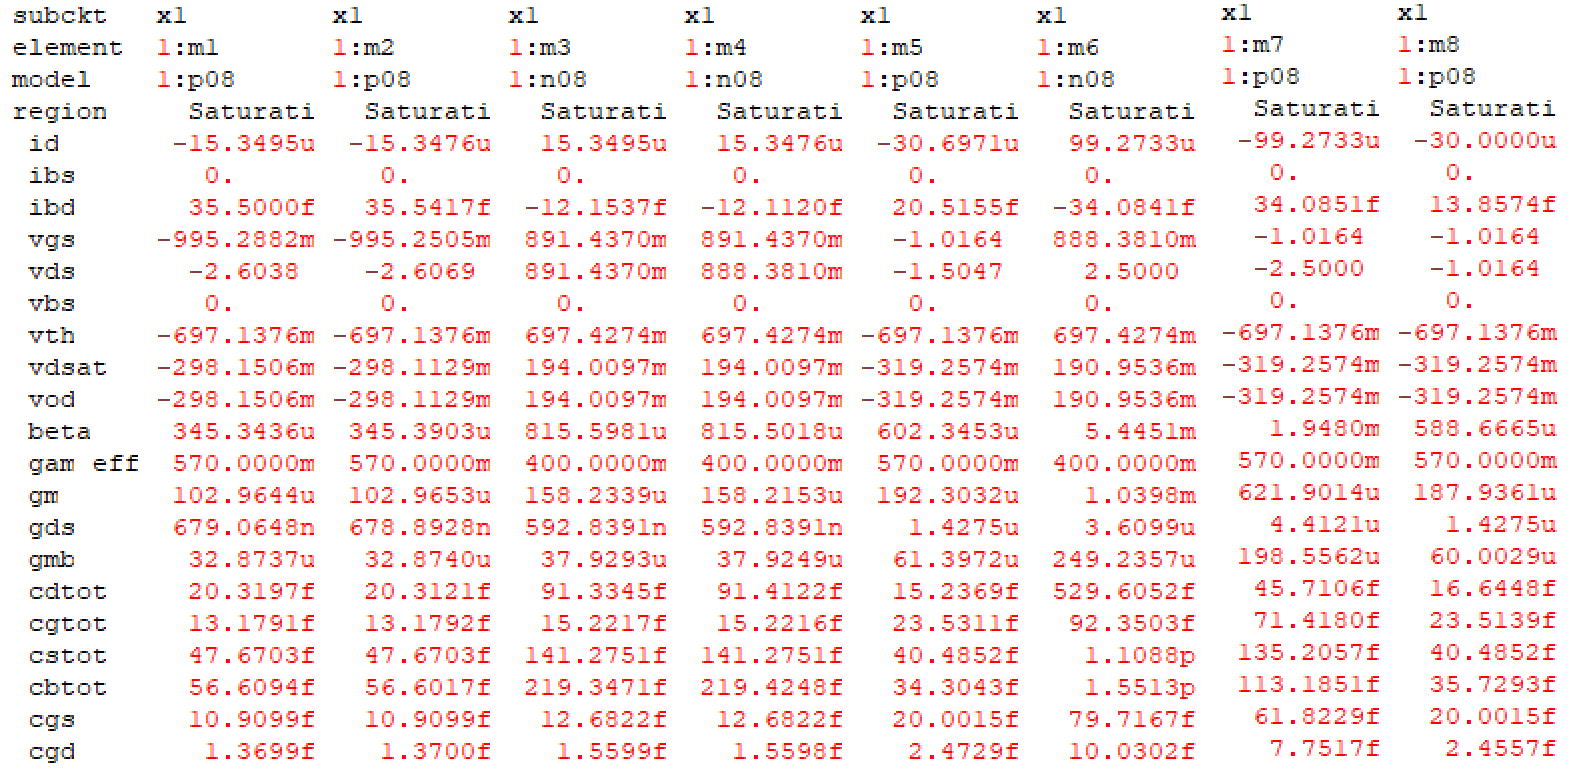 subckt x1 x1 x1 x1 x1 x1 x1 x1
element 1:m1 1:m2 1:m3 1:m4 1:m5 1:m6 1:m7 1:m8
model 1:p08 1:p08 1:n08 1:n08 1:p08 1:n08 1:p08 1:p08
region Saturati Saturati Saturati Saturati Saturati Saturati Saturati Saturati
id -15.3495u -15.3476u 15.3495u 15.3476u -30.6971u 99.2733u -99.2733u -30.0000u
ibs 0. 0. 0. 0. 0. 0. 0. 0.
ibd 35.5000f 35.5417f -12.1537f -12.1120f 20.5155f -34.0841f 34.0851f 13.8574f
vgs -995.2882m -995.2505m 891.4370m 891.4370m -1.0164 888.3810m -1.0164 -1.0164
vds -2.6038 -2.6069 891.4370m 888.3810m -1.5047 2.5000 -2.5000 -1.0164
vbs 0. 0. 0. 0. 0. 0. 0. 0.
vth -697.1376m -697.1376m 697.4274m 697.4274m -697.1376m 697.4274m -697.1376m -697.1376m
vdsat -298.1506m -298.1129m 194.0097m 194.0097m -319.2574m 190.9536m -319.2574m -319.2574m
vod -298.1506m -298.1129m 194.0097m 194.0097m -319.2574m 190.9536m -319.2574m -319.2574m
beta 345.3436u 345.3903u 815.5981u 815.5018u 602.3453u 5.4451m 1.9480m 588.6665u
gam eff 570.0000m 570.0000m 400.0000m 400.0000m 570.0000m 400.0000m 570.0000m 570.0000m
gm 102.9644u 102.9653u 158.2339u 158.2153u 192.3032u 1.0398m 621.9014u 187.9361u
gds 679.0648n 678.8928n 592.8391n 592.8391n 1.4275u 3.6099u 4.4121u 1.4275u
gmb 32.8737u 32.8740u 37.9293u 37.9249u 61.3972u 249.2357u 198.5562u 60.0029u
cdtot 20.3197f 20.3121f 91.3345f 91.4122f 15.2369f 529.6052f 45.7106f 16.6448f
cgtot 13.1791f 13.1792f 15.2217f 15.2216f 23.5311f 92.3503f 71.4180f 23.5139f
cstot 47.6703f 47.6703f 141.2751f 141.2751f 40.4852f 1.1088p 135.2057f 40.4852f
cbtot 56.6094f 56.6017f 219.3471f 219.4248f 34.3043f 1.5513p 113.1851f 35.7293f
cgs 10.9099f 10.9099f 12.6822f 12.6822f 20.0015f 79.7167f 61.8229f 20.0015f
cgd 1.3699f 1.3700f 1.5599f 1.5598f 2.4729f 10.0302f 7.7517f 2.4557f